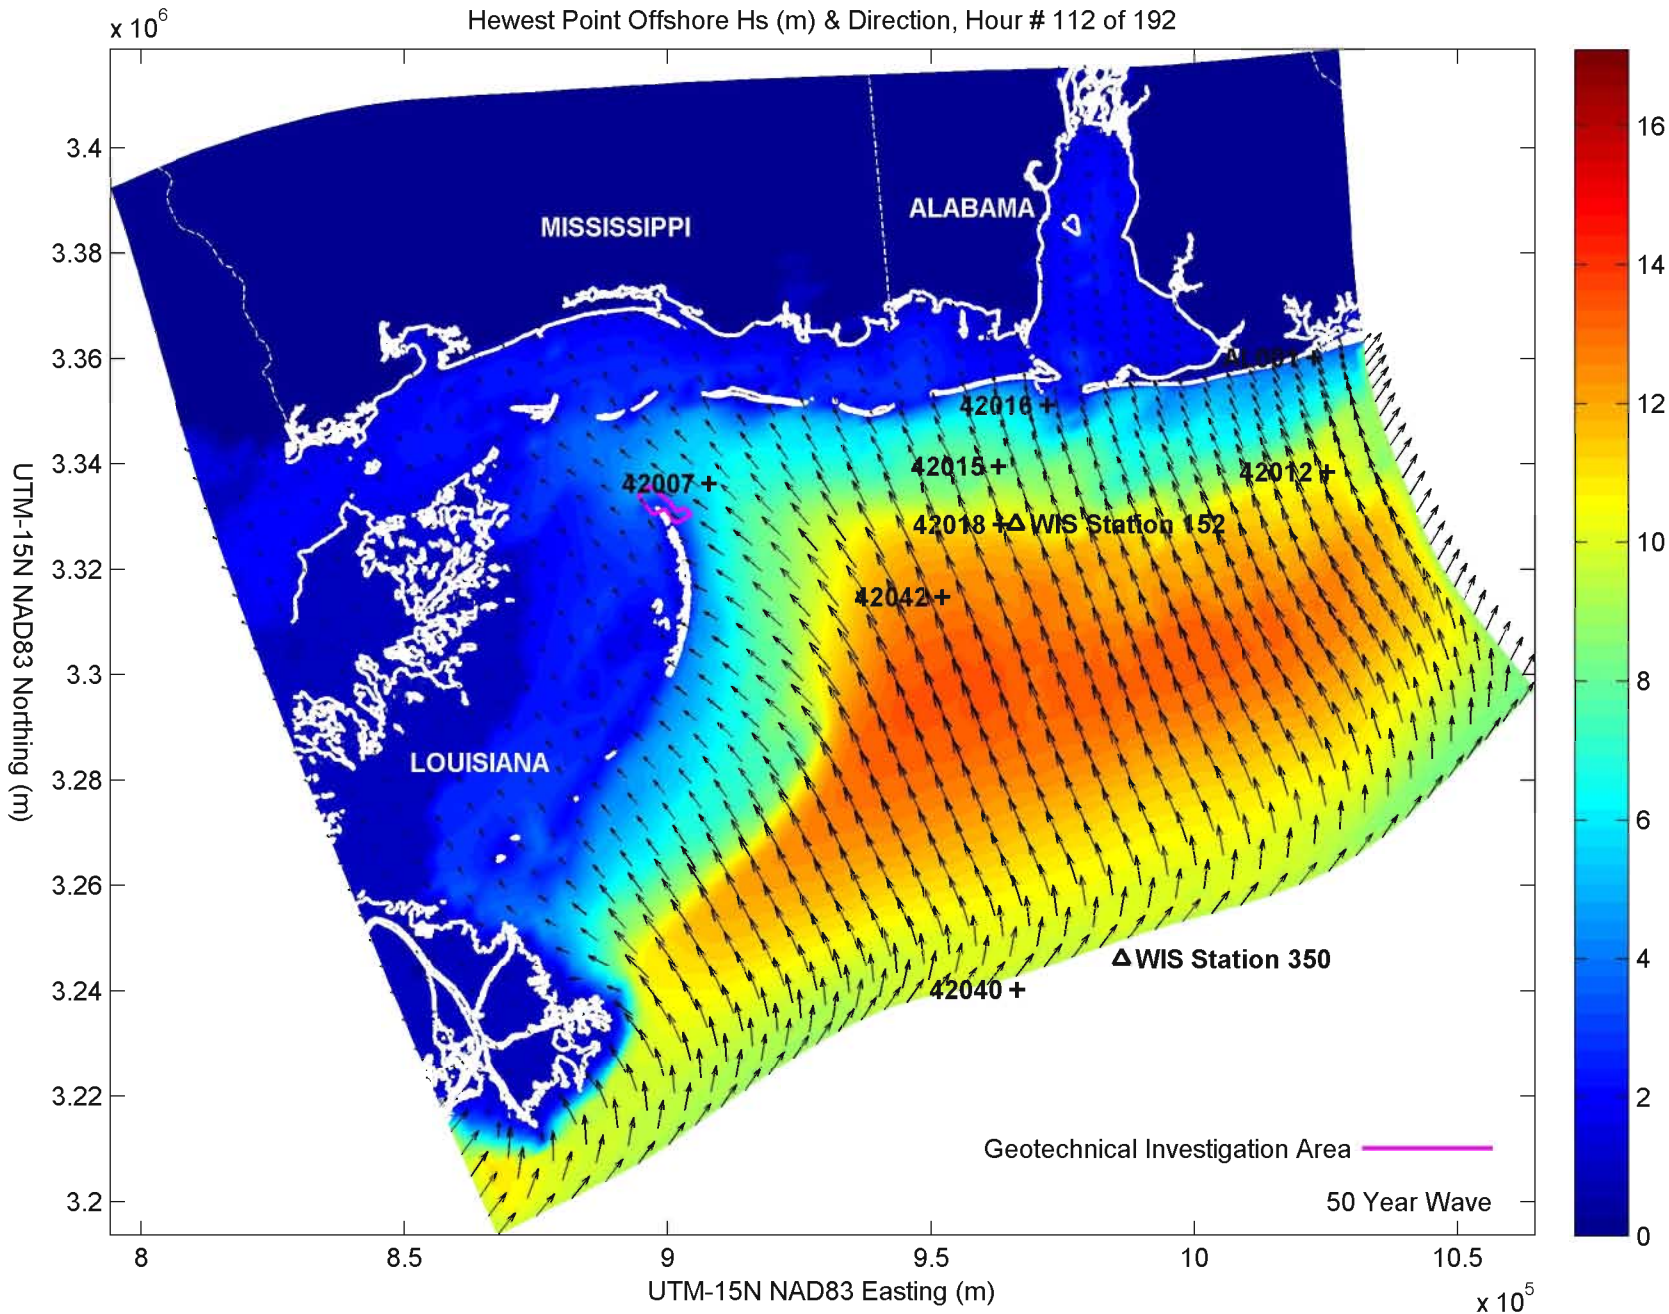 Hewest Point Offshore Hs (m) & Direction, Hour # 112 of 192
x 10^6
16
3.4
MISSISSIPPI
ALABAMA
3.38
14
3.36
AL081 +
42016 +
12
3.34
42007 +
42015 +
42012 +
42018 + WIS Station 152
10
3.32
42042 +
3.3
8
UTM-15N NAD83 Northing (m)
LOUISIANA
3.28
6
3.26
WIS Station 350
4
3.24
42040 +
3.22
2
Geotechnical Investigation Area
3.2
50 Year Wave
0
8
8.5
9
9.5
10
10.5
UTM-15N NAD83 Easting (m)
x 10^5